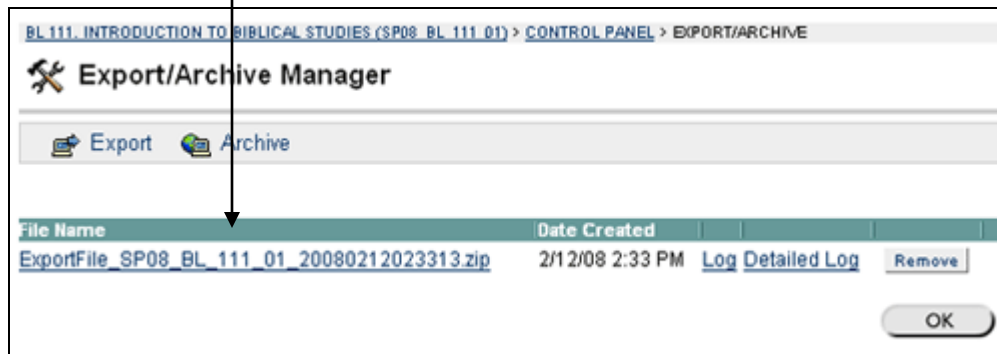 BL 111. INTRODUCTION TO BIBLICAL STUDIES (SP08_BL_111_01) > CONTROL PANEL > EXPORT/ARCHIVE
Export/Archive Manager
Export Archive
File Name Date Created
ExportFile_SP08_BL_111_01_20080212023313.zip 2/12/08 2:33 PM Log Detailed Log Remove
OK